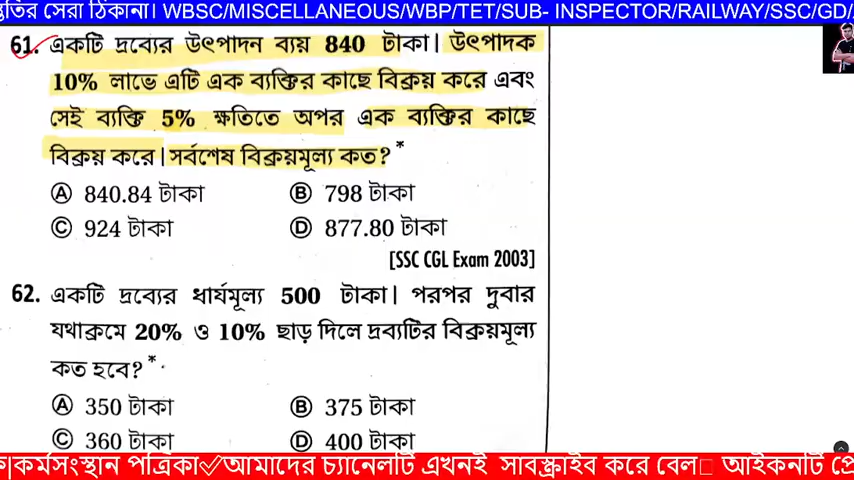 স্তুতির সেরা ঠিকানা। WBSC/MISCELLANEOUS/WBP/TET/SUB- INSPECTOR/RAILWAY/SSC/GD/
61. একটি দ্রব্যের উৎপাদন ব্যয় 840 টাকা। উৎপাদক
10% লাভে এটি এক ব্যক্তির কাছে বিক্রয় করে এবং
সেই ব্যক্তি 5% ক্ষতিতে অপর এক ব্যক্তির কাছে
বিক্রয় করে। সর্বশেষ বিক্রয়মূল্য কত?*
Ⓐ 840.84 টাকা Ⓑ 798 টাকা
Ⓒ 924 টাকা Ⓓ 877.80 টাকা
[SSC CGL Exam 2003]
62. একটি দ্রব্যের ধার্যমূল্য 500 টাকা। পরপর দুবার
যথাক্রমে 20% ও 10% ছাড় দিলে দ্রব্যটির বিক্রয়মূল্য
কত হবে?*
Ⓐ 350 টাকা Ⓑ 375 টাকা
Ⓒ 360 টাকা Ⓓ 400 টাকা
কর্মসংস্থান পত্রিকা✓আমাদের চ্যানেলটি এখনই সাবস্ক্রাইব করে বেল আইকনটি প্রে